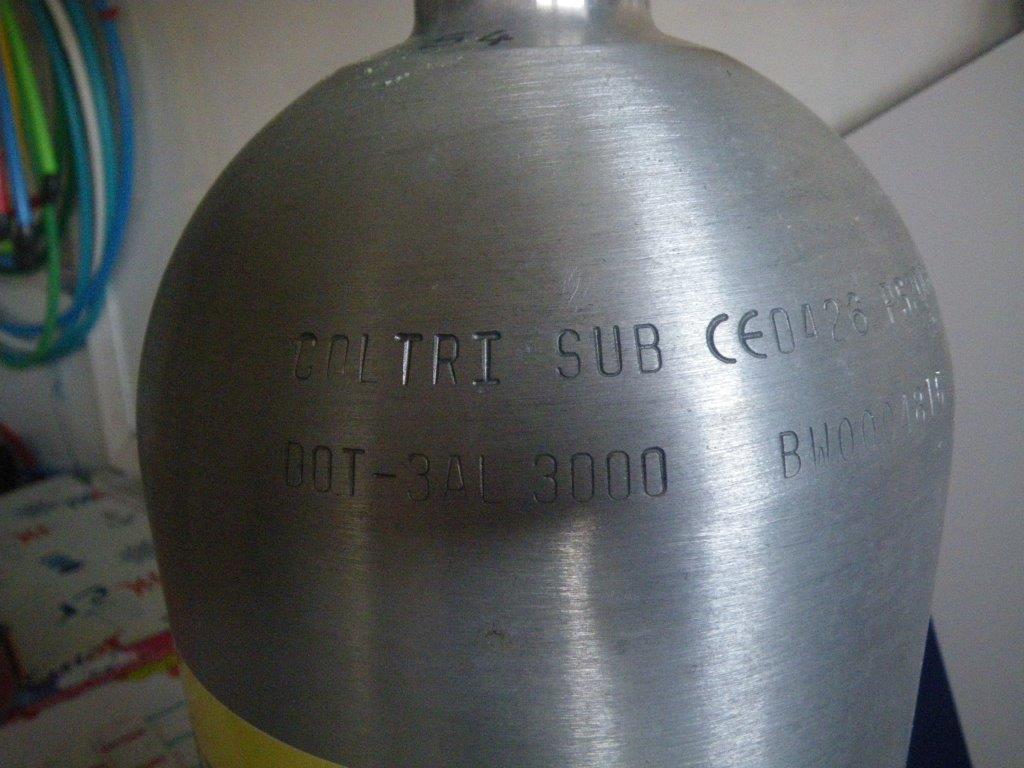 COLTRI SUB CE0426
DOT-3AL 3000